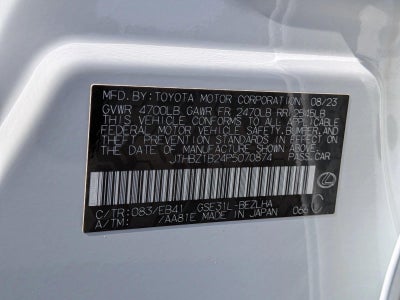 MFD.BY: TOYOTA MOTOR CORPORATION 08/23
GVWR 4700LB GAWR FR 2470LB RR 2545LB
THIS VEHICLE CONFORMS TO ALL APPLICABLE
FEDERAL MOTOR VEHICLE SAFETY, BUMPER, AND
THEFT PREVENTION STANDARDS IN EFFECT ON
THE DATE OF MANUFACTURE SHOWN ABOVE.
JTHBZ1B24P5070874 PASS.CAR
C/TR: 083/EB41 GSE31L-BEZLHA 066 C
A/TM: /AA81E MADE IN JAPAN